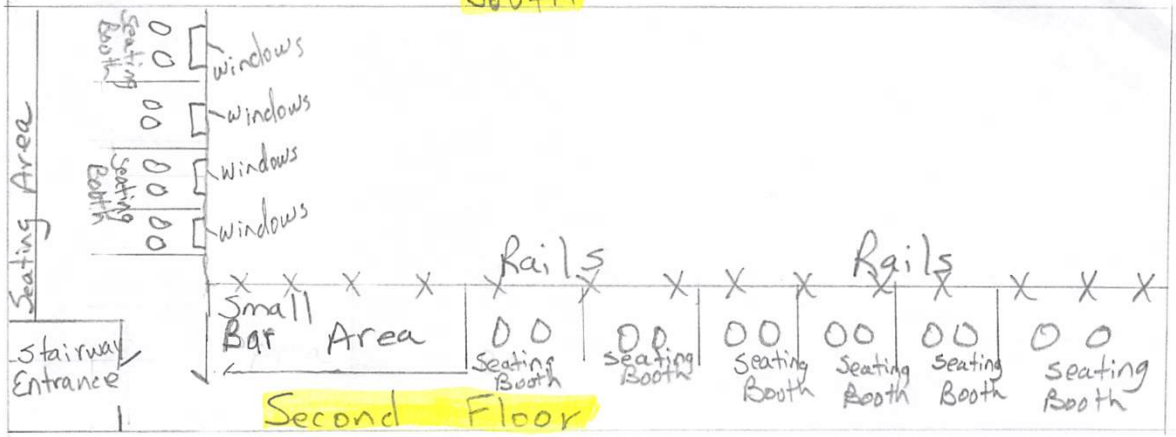 South
Seating
Booth
windows
windows
Seating
Booth
windows
windows
Seating Area
Rails
Rails
Small
Bar Area
Stairway
Entrance
Seating
Booth
Seating
Booth
Seating
Booth
Seating
Booth
Seating
Booth
Seating
Booth
Second Floor